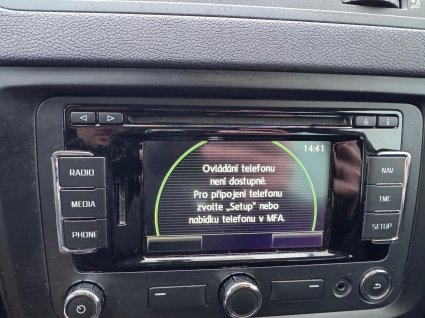 14:41
Ovládání telefonu
není dostupné.
Pro připojení telefonu
zvolte „Setup" nebo
nabídku telefonu v MFA.
RADIO
MEDIA
PHONE
NAV
TMC
SETUP